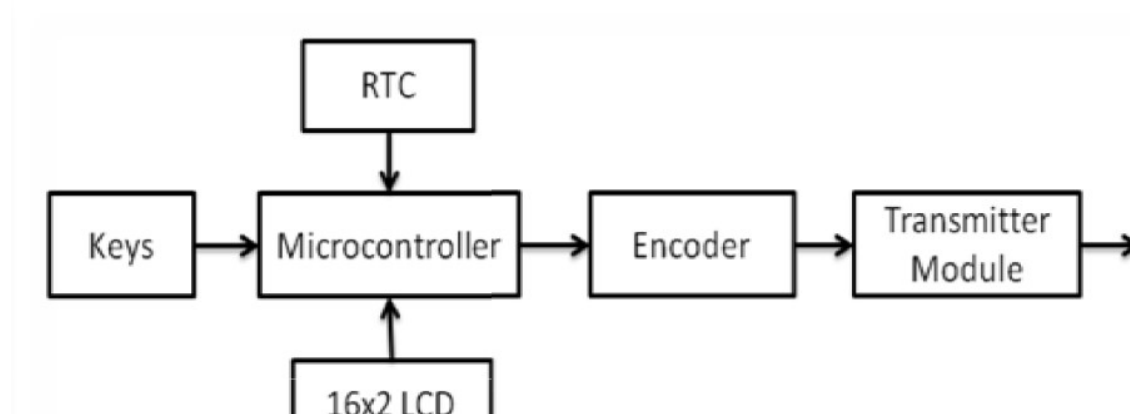 RTC
Keys
Microcontroller
Encoder
Transmitter
Module
16x2 LCD